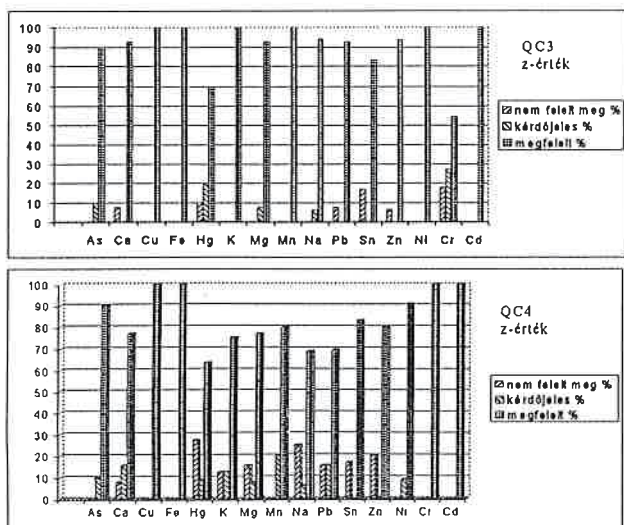 QC3
z-érték
100
90
80
70
60
50
40
30
20
10
0
nem felelt meg %
kérdőjeles %
megfelelt %
As Ca Cu Fe Hg K Mg Mn Na Pb Sn Zn Ni Cr Cd
QC4
z-érték
100
90
80
70
60
50
40
30
20
10
0
nem felelt meg %
kérdőjeles %
megfelelt %
As Ca Cu Fe Hg K Mg Mn Na Pb Sn Zn Ni Cr Cd